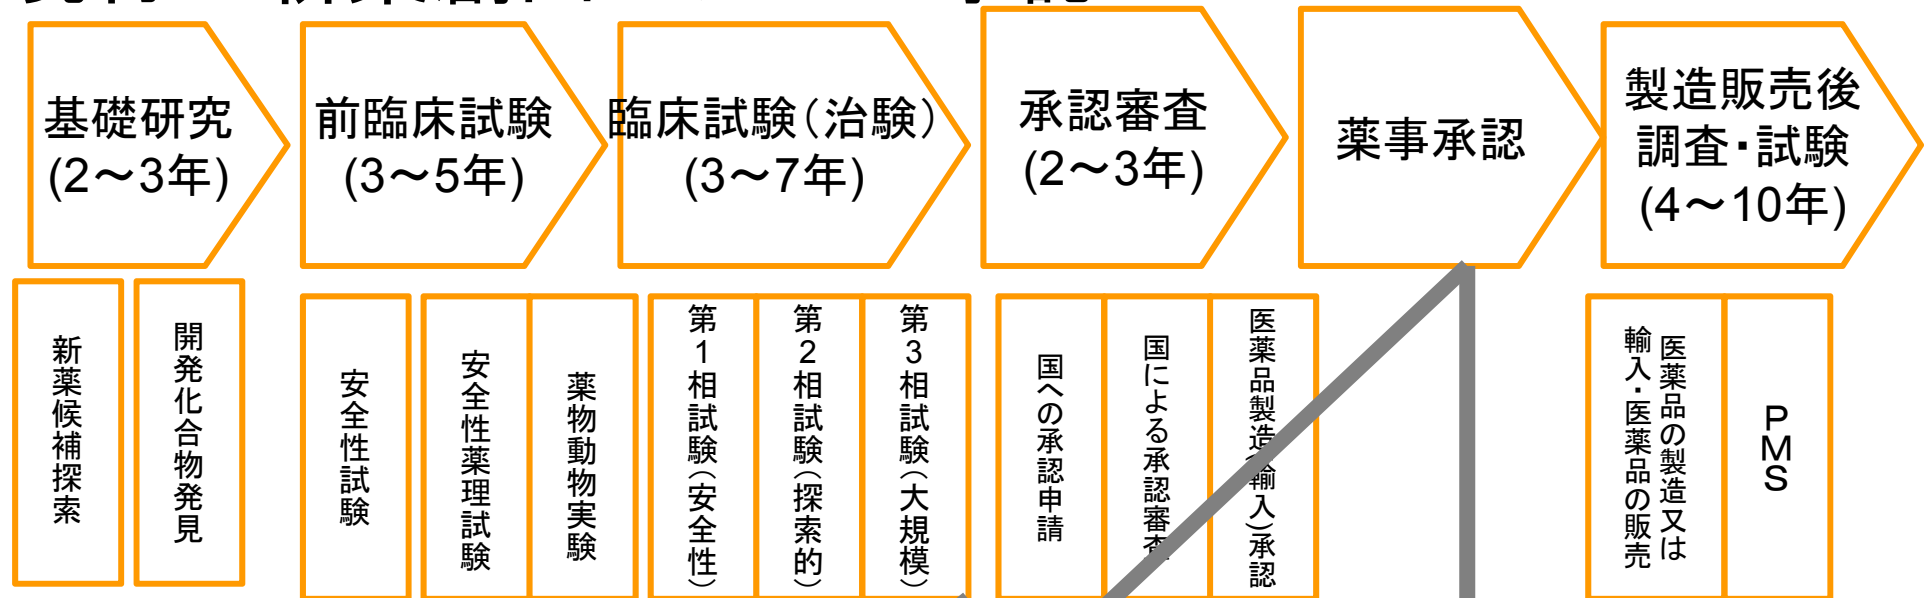 基礎研究
(2～3年)
前臨床試験
(3～5年)
臨床試験(治験)
(3～7年)
承認審査
(2～3年)
薬事承認
製造販売後
調査･試験
(4～10年)
新薬候補探索
開発化合物発見
安全性試験
安全性薬理試験
薬物動物実験
第1相試験(安全性)
第2相試験(探索的)
第3相試験(大規模)
国への承認申請
国による承認審査
医薬品製造(輸入)承認
医薬品の製造又は
輸入･医薬品の販売
PMS